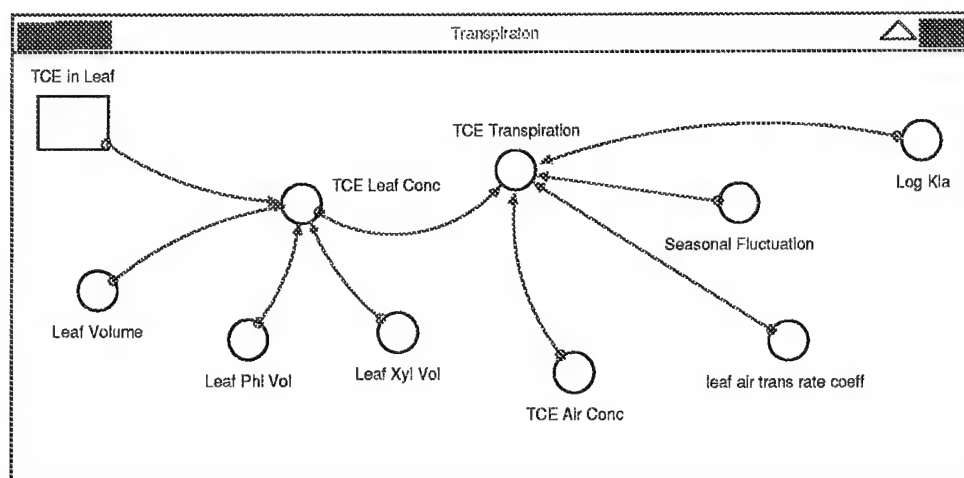 Transpiraton
TCE in Leaf
TCE Transpiration
Log Kla
TCE Leaf Conc
Seasonal Fluctuation
Leaf Volume
Leaf Phl Vol
Leaf Xyl Vol
leaf air trans rate coeff
TCE Air Conc